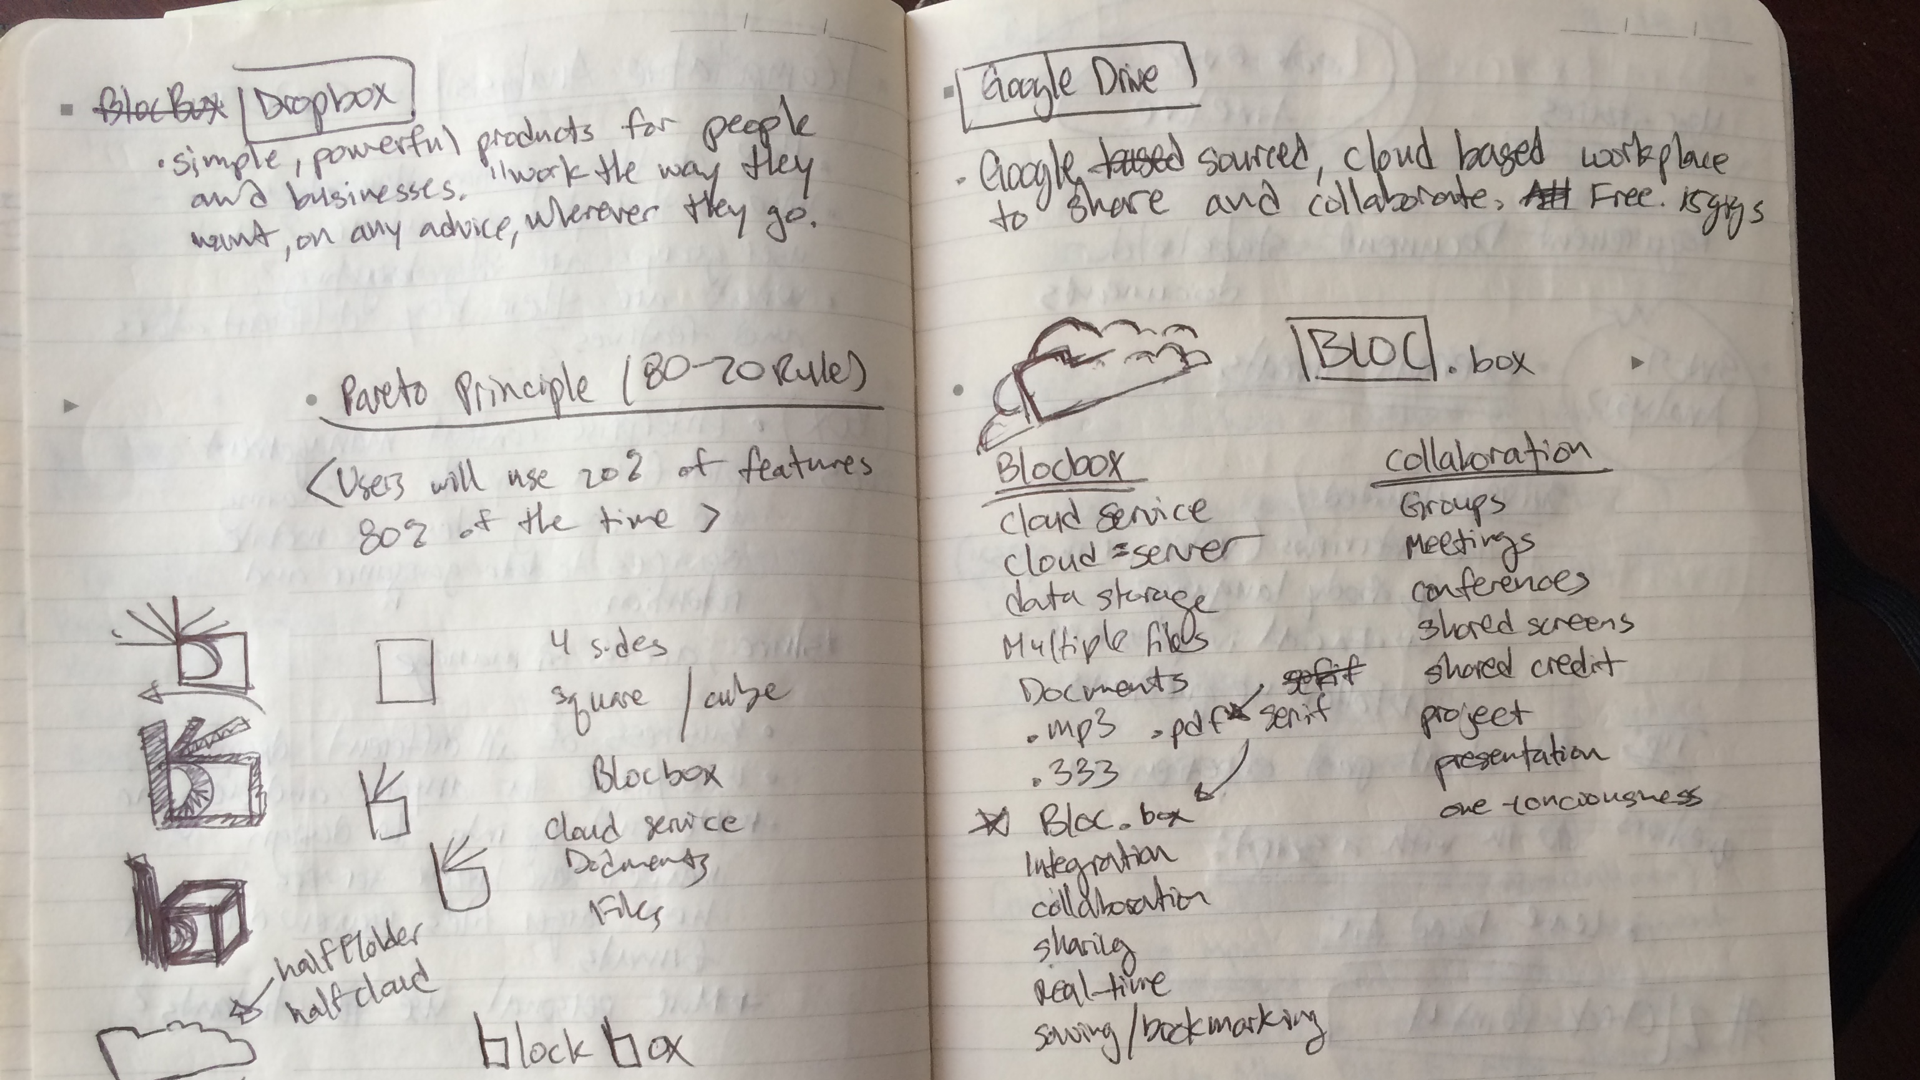 BlocBox | Dropbox
simple, powerful products for people
and businesses. "work the way they
want, on any advice, wherever they go.
Pareto Principle (80-20 Rule)
<Users will use 20% of features
80% of the time>
4 sides
square / cube
Blocbox
cloud service
Documents
Files
half folder
half cloud
block box
Google Drive
Google based sourced, cloud based workplace
to share and collaborate. Free. 15gigs
BLOC.box
Blocbox
cloud service
cloud = server
data storage
Multiple files
Documents
serif
.mp3 .pdf serif
.333
Bloc.box
Integration
collaboration
sharing
Real-time
saving/bookmarking
collaboration
Groups
Meetings
conferences
shared screens
shared credit
project
presentation
one-conciousness